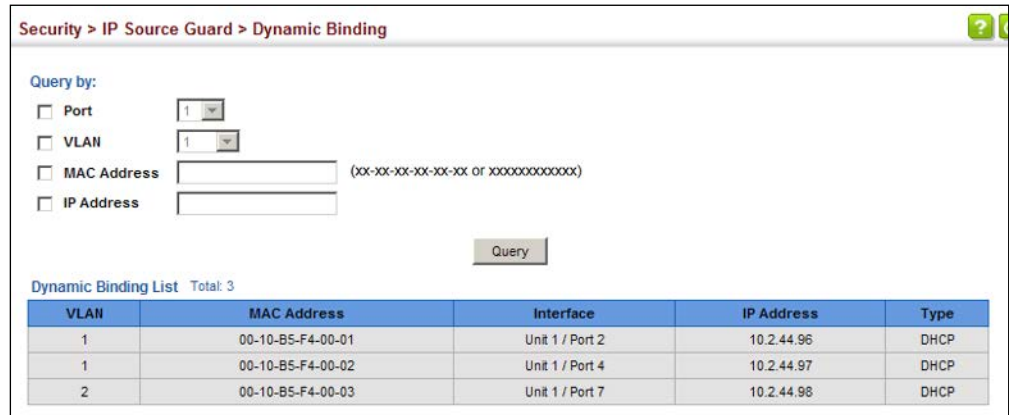 Security > IP Source Guard > Dynamic Binding
?
Query by:
Port 1
VLAN 1
MAC Address (xx-xx-xx-xx-xx-xx or xxxxxxxxxxxx)
IP Address
Query
Dynamic Binding List Total: 3
VLAN MAC Address Interface IP Address Type
1 00-10-B5-F4-00-01 Unit 1 / Port 2 10.2.44.96 DHCP
1 00-10-B5-F4-00-02 Unit 1 / Port 4 10.2.44.97 DHCP
2 00-10-B5-F4-00-03 Unit 1 / Port 7 10.2.44.98 DHCP